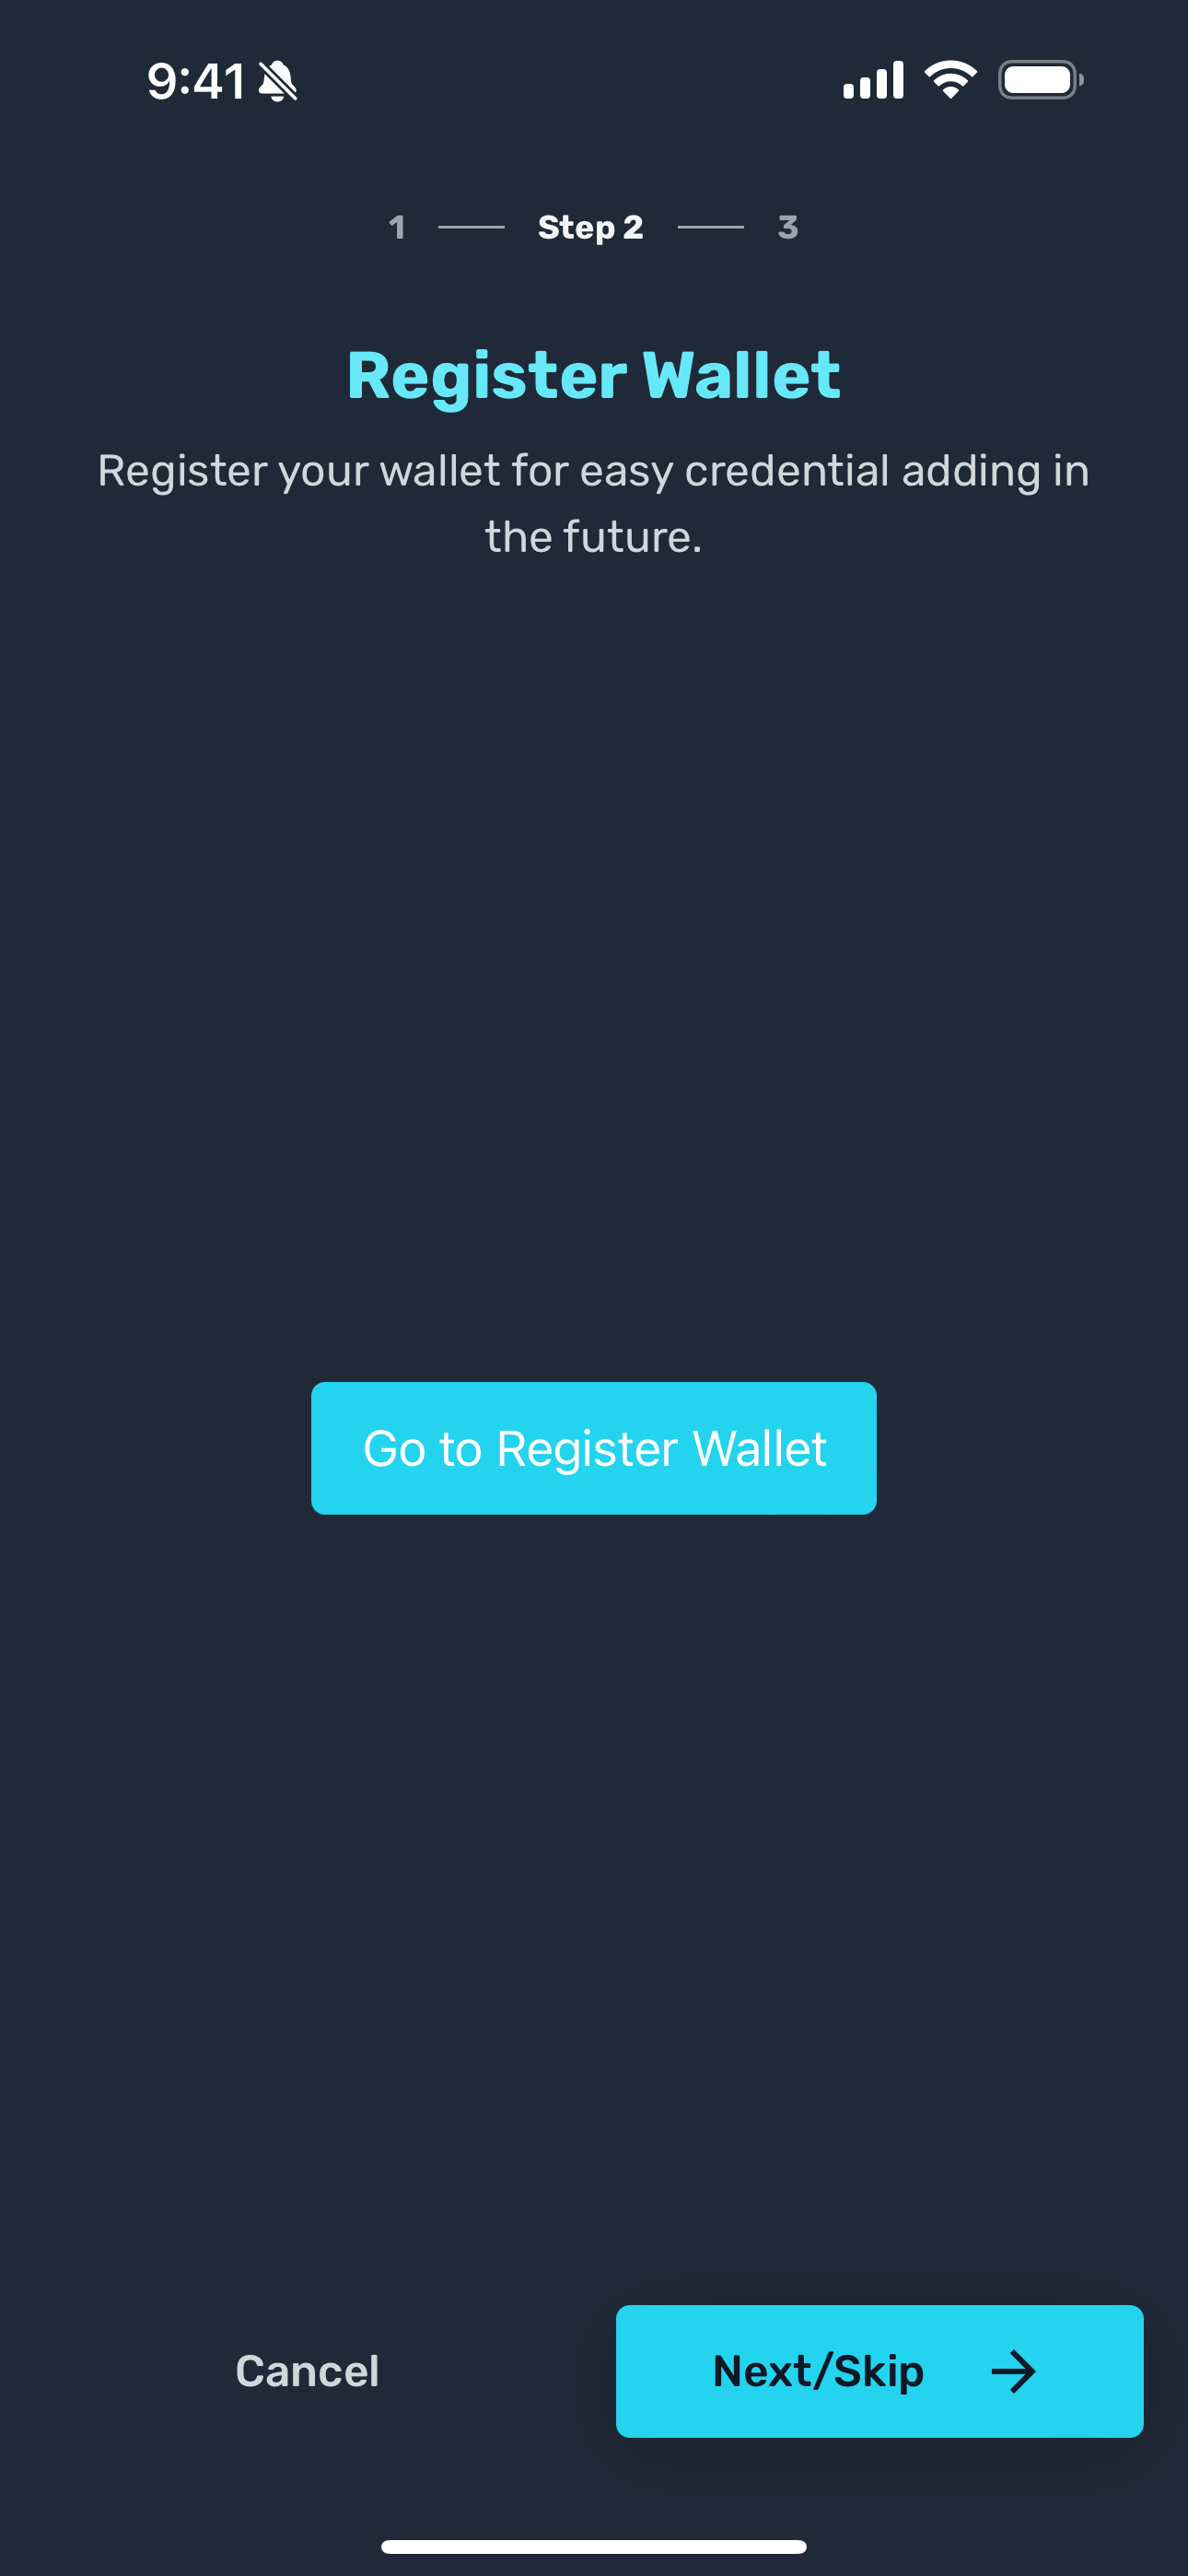 9:41
1 Step 2 3
Register Wallet
Register your wallet for easy credential adding in
the future.
Go to Register Wallet
Cancel Next/Skip